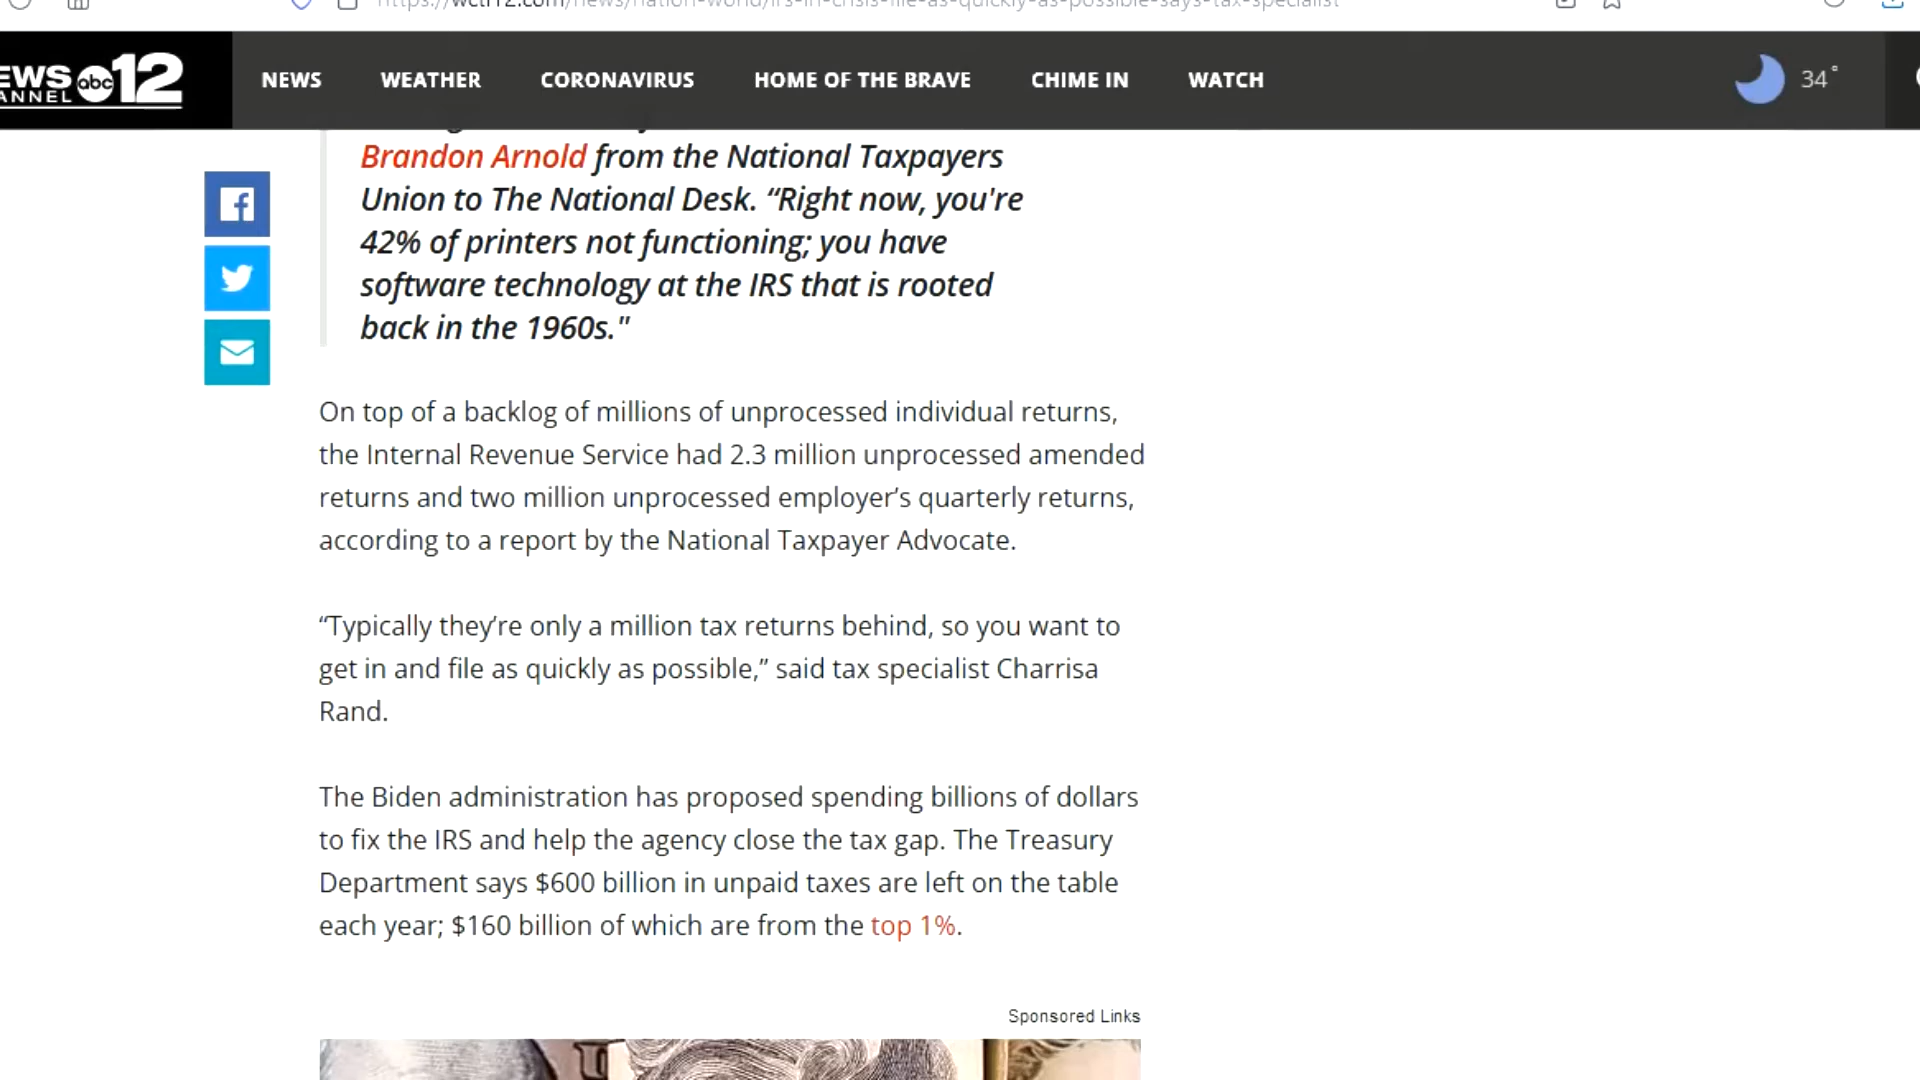 https://wcti12.com/news/nation-world/irs-in-crisis-file-as-quickly-as-possible-says-tax-specialist
EWS abc 12
ANNEL
NEWS WEATHER CORONAVIRUS HOME OF THE BRAVE CHIME IN WATCH 34°
Brandon Arnold from the National Taxpayers
Union to The National Desk. “Right now, you're
42% of printers not functioning; you have
software technology at the IRS that is rooted
back in the 1960s."
On top of a backlog of millions of unprocessed individual returns,
the Internal Revenue Service had 2.3 million unprocessed amended
returns and two million unprocessed employer’s quarterly returns,
according to a report by the National Taxpayer Advocate.
“Typically they’re only a million tax returns behind, so you want to
get in and file as quickly as possible,” said tax specialist Charrisa
Rand.
The Biden administration has proposed spending billions of dollars
to fix the IRS and help the agency close the tax gap. The Treasury
Department says $600 billion in unpaid taxes are left on the table
each year; $160 billion of which are from the top 1%.
Sponsored Links